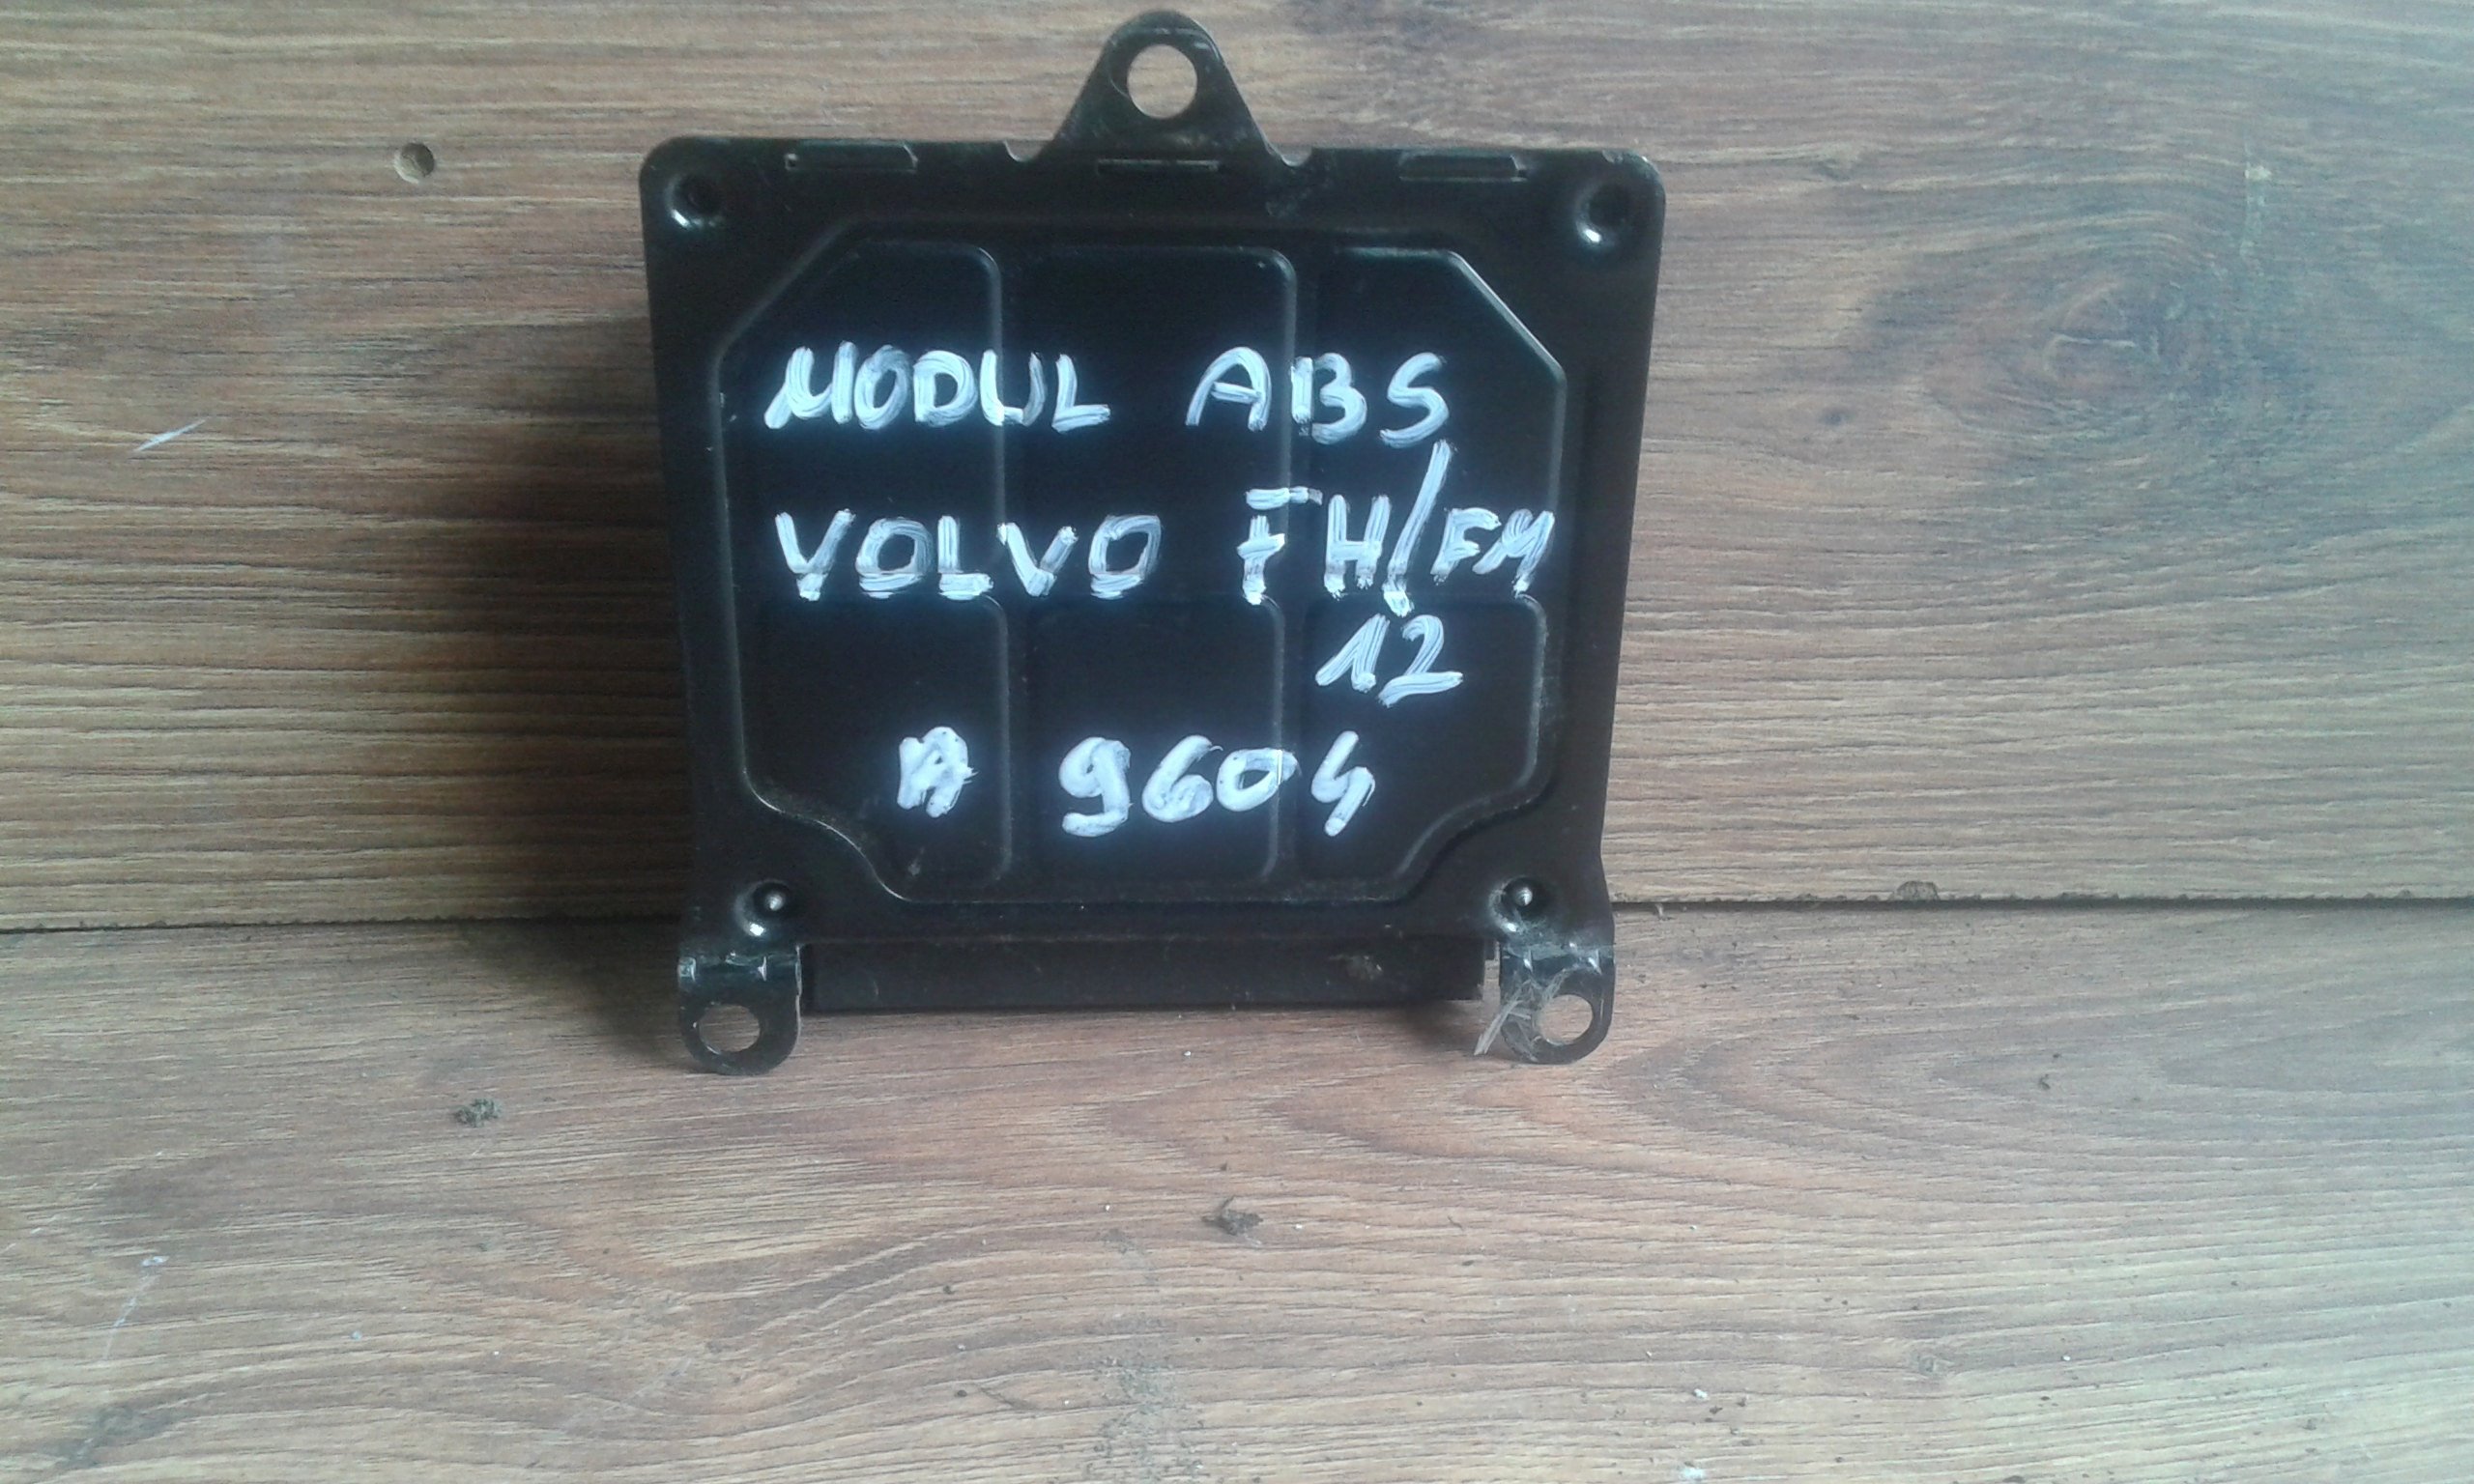 MODUL ABS
VOLVO FH/FM
12
A 9604